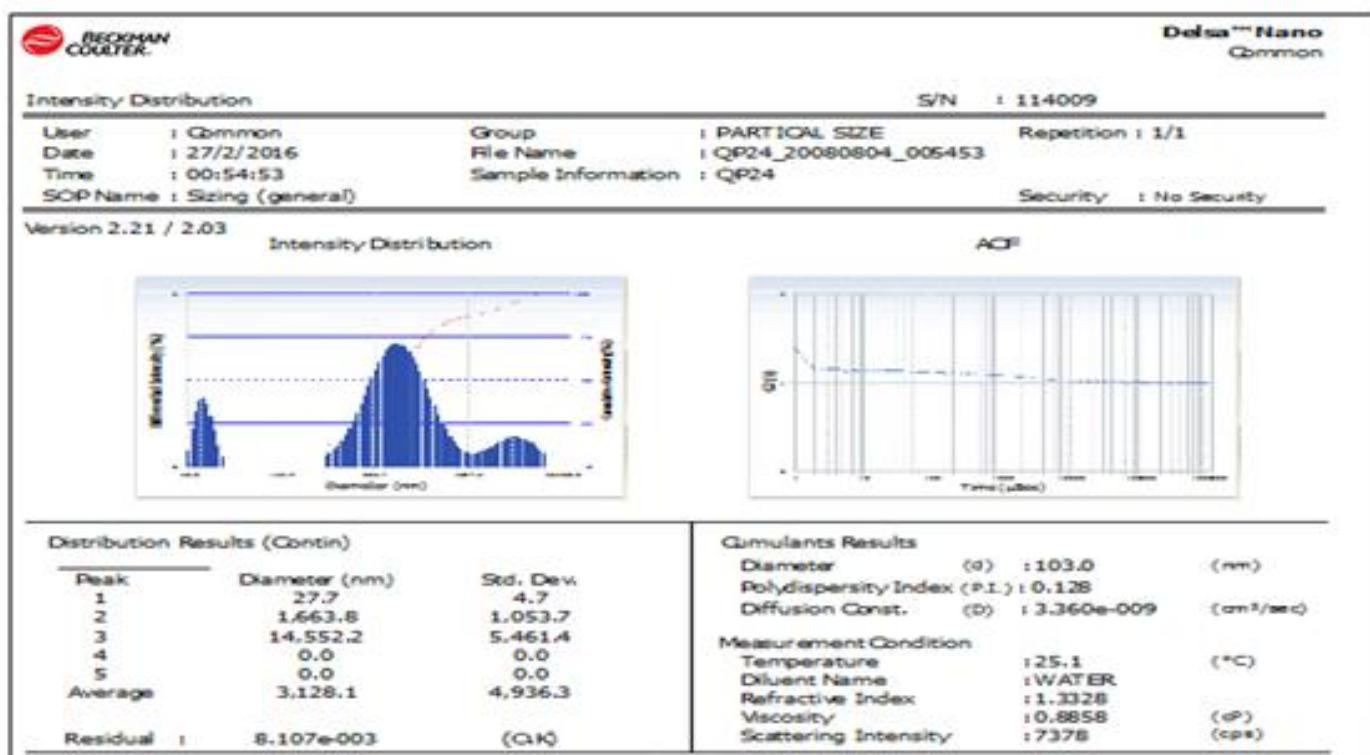 BECKMAN
COULTER.
Delsa™ Nano
Common
Intensity Distribution S/N : 114009
User : Common Group : PARTICAL SIZE Repetition : 1/1
Date : 27/2/2016 File Name : QP24_20080804_005453
Time : 00:54:53 Sample Information : QP24
SOP Name : Sizing (general) Security : No Security
Version 2.21 / 2.03
Intensity Distribution ACF
Differential Intensity (%)
Diameter (nm)
G(τ)
Time (μSec)
Distribution Results (Contin)
Peak Diameter (nm) Std. Dev.
1 27.7 4.7
2 1,663.8 1,053.7
3 14,552.2 5,461.4
4 0.0 0.0
5 0.0 0.0
Average 3,128.1 4,936.3
Residual : 8.107e-003 (O.K)
Cumulants Results
Diameter (d) : 103.0 (nm)
Polydispersity Index (P.I.) : 0.128
Diffusion Const. (D) : 3.360e-009 (cm²/sec)
Measurement Condition
Temperature : 25.1 (°C)
Diluent Name : WATER
Refractive Index : 1.3328
Viscosity : 0.8858 (cP)
Scattering Intensity : 7378 (cps)